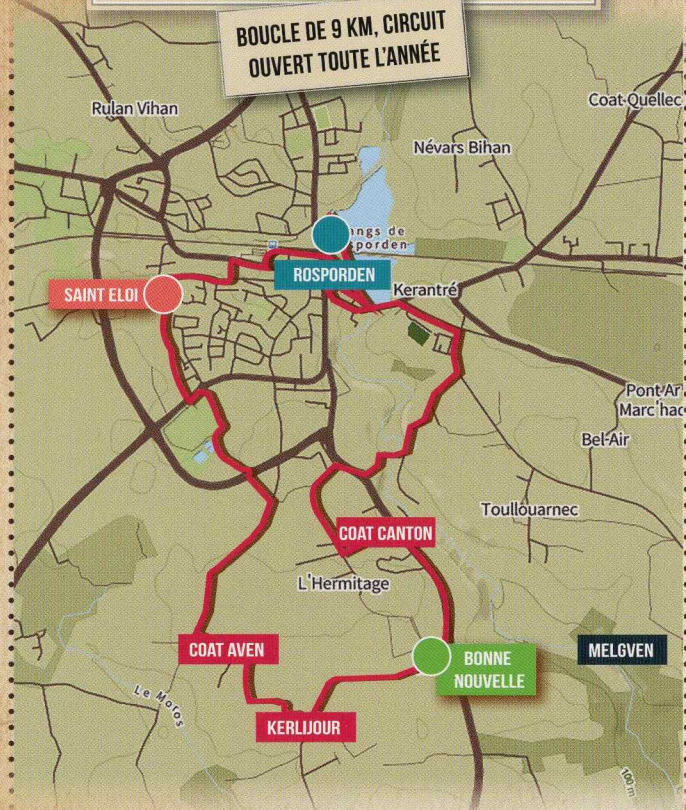 BOUCLE DE 9 KM, CIRCUIT
OUVERT TOUTE L'ANNÉE
Rulan Vihan
Coat-Quellec
Névars Bihan
ROSPORDEN
SAINT ELOI
Kerantré
Bel-Air
Toullouarnec
COAT CANTON
L'Hermitage
COAT AVEN
BONNE
NOUVELLE
MELGVEN
Le Moros
KERLIJOUR
100 m